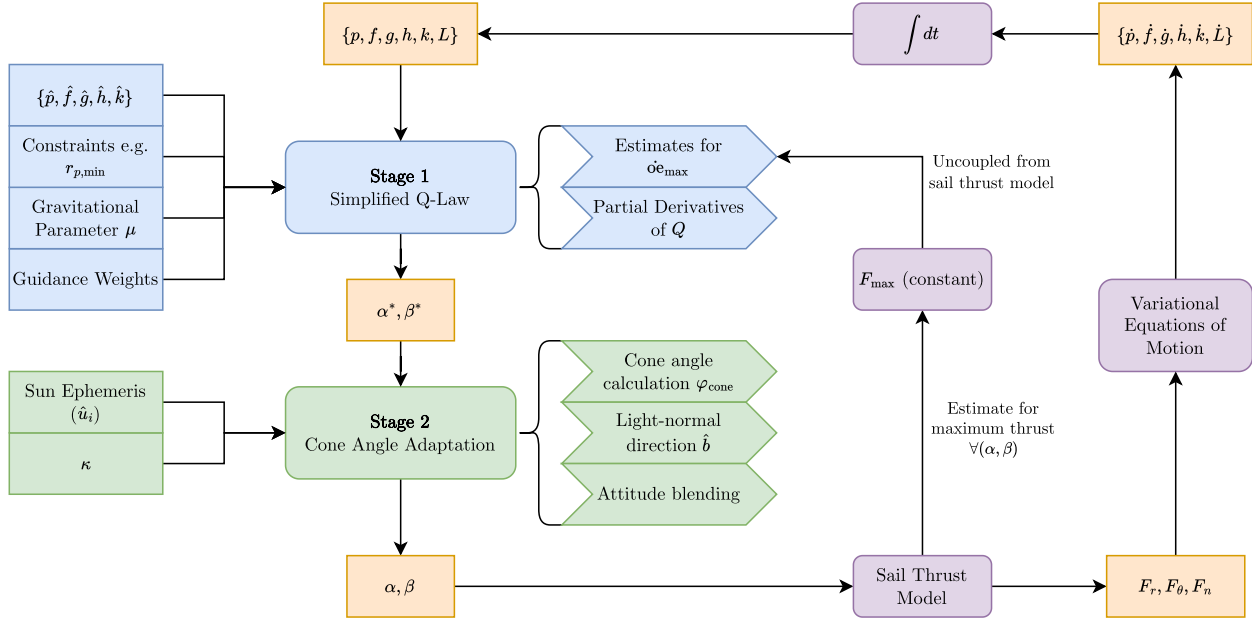 {p, f, g, h, k, L}
∫ dt
{ṗ, ḟ, ġ, ḣ, k̇, L̇}
{p̂, f̂, ĝ, ĥ, k̂}
Constraints e.g.
r_{p,min}
Gravitational
Parameter μ
Guidance Weights
Stage 1
Simplified Q-Law
Estimates for
ȯe_max
Partial Derivatives
of Q
Uncoupled from
sail thrust model
F_max (constant)
Variational
Equations of
Motion
α*, β*
Sun Ephemeris
(û_i)
κ
Stage 2
Cone Angle Adaptation
Cone angle
calculation φ_cone
Light-normal
direction b̂
Attitude blending
Estimate for
maximum thrust
∀(α, β)
α, β
Sail Thrust
Model
F_r, F_θ, F_n